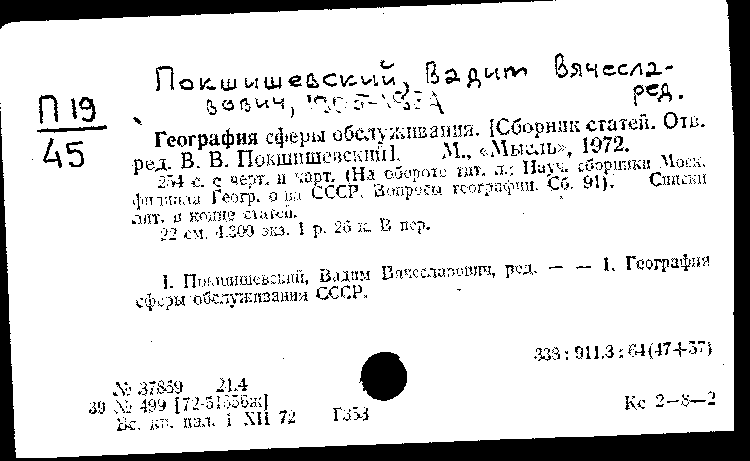 Покшишевский, Вадим Вячесла-
вович, 1905-
ред.
П 19
45
География сферы обслуживания. [Сборник статей. Отв.
ред. В. В. Покшишевский]. М., «Мысль», 1972.
254 с. с черт. и карт. (На обороте тит. л.: Науч. сборники Моск.
филиала Геогр. о-ва СССР. Вопросы географии. Сб. 91). Списки
лит. в конце статей.
22 см. 4.300 экз. 1 р. 26 к. В пер.
I. Покшишевский, Вадим Вячеславович, ред. — — 1. География
сферы обслуживания СССР.
338 : 911.3 : 64(47+57)
№ 37859 21.4
39 № 499 [72-51556ж]
Вс. кн. пал. 1 XII 72 Г353
Кс 2—8—2